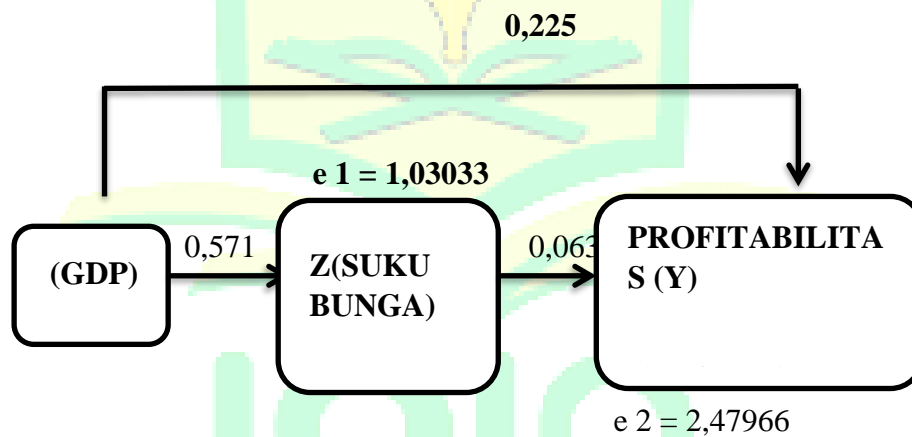 0,225
e 1 = 1,03033
(GDP)
0,571
Z(SUKU
BUNGA)
0,063
PROFITABILITA
S (Y)
e 2 = 2,47966